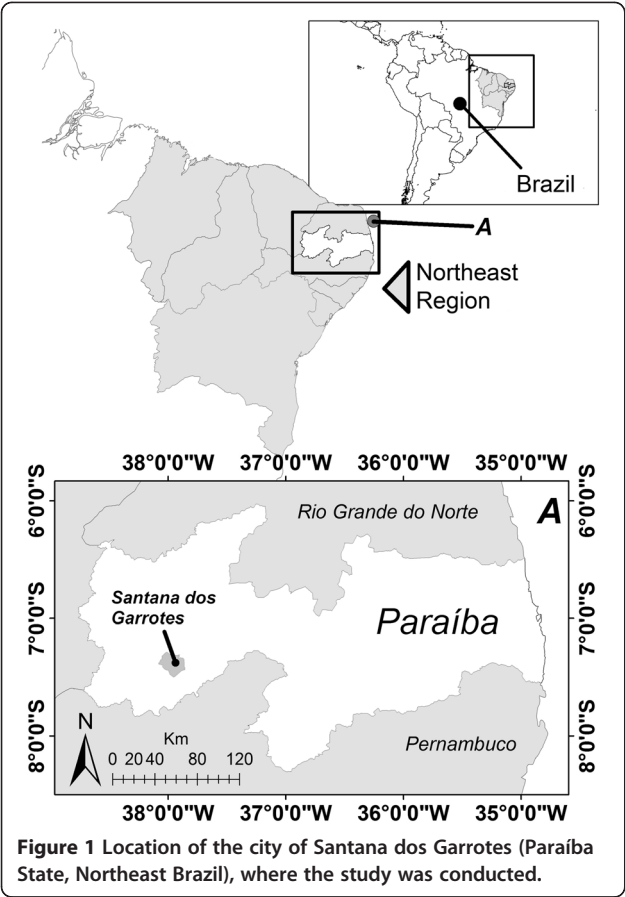 Brazil
A
Northeast
Region
38°0'0"W 37°0'0"W 36°0'0"W 35°0'0"W
6°0'0"S 6°0'0"S
Rio Grande do Norte
A
Santana dos
Garrotes
Paraíba
7°0'0"S 7°0'0"S
N
Km
0 20 40 80 120
Pernambuco
8°0'0"S 8°0'0"S
38°0'0"W 37°0'0"W 36°0'0"W 35°0'0"W
Figure 1 Location of the city of Santana dos Garrotes (Paraíba
State, Northeast Brazil), where the study was conducted.